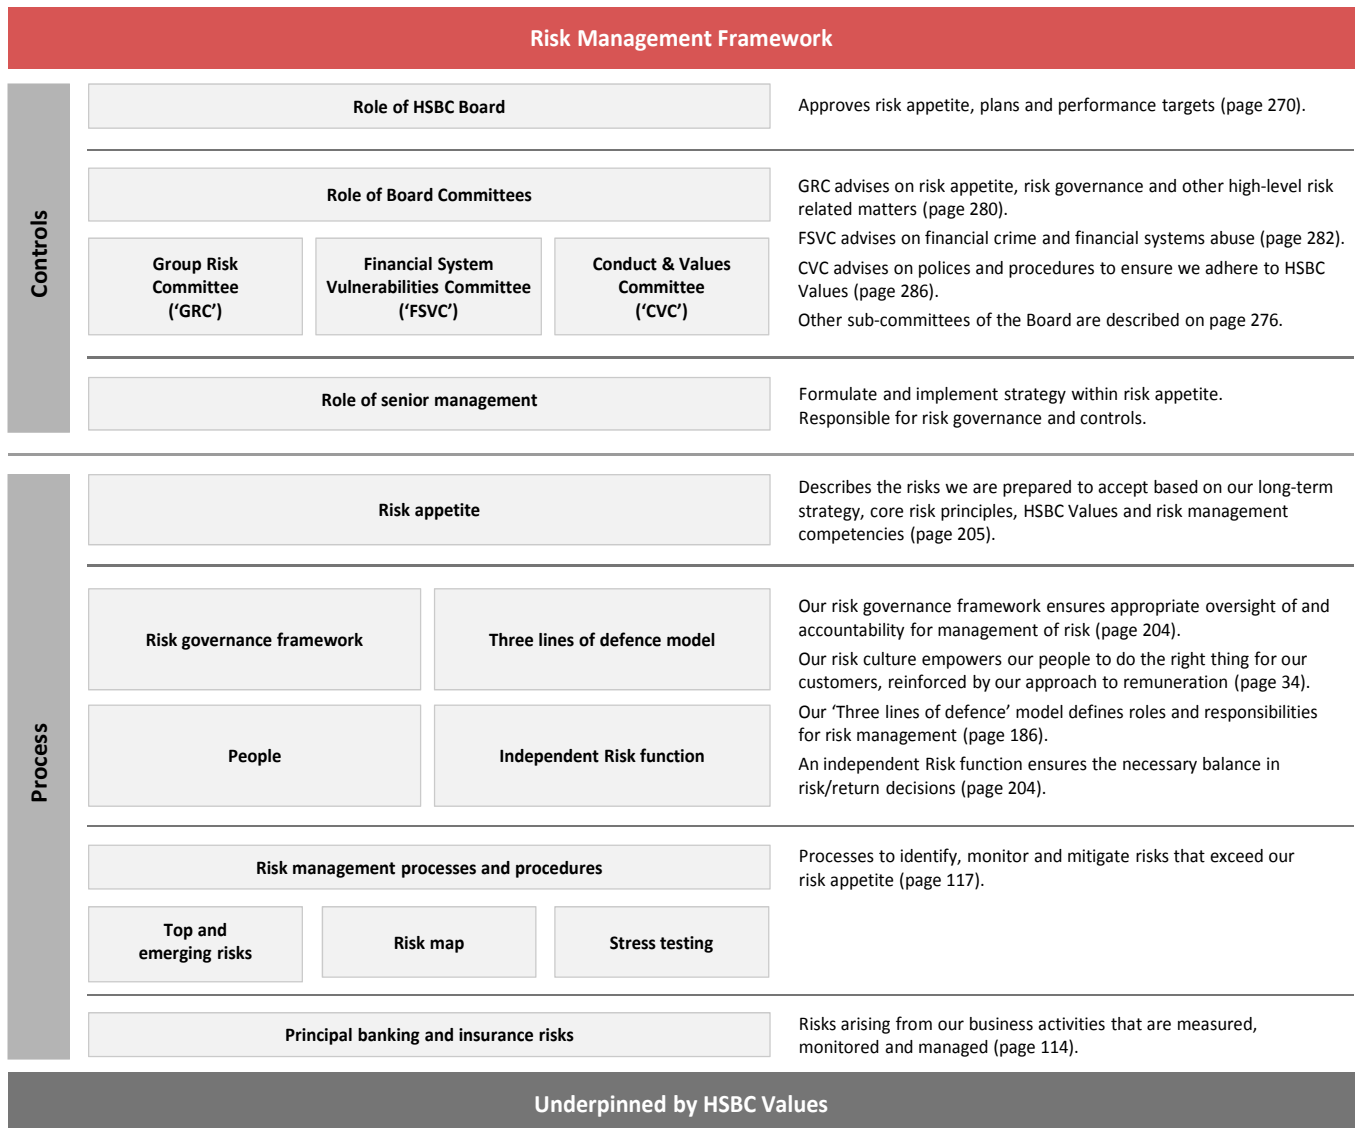 Risk Management Framework
Controls
Role of HSBC Board
Approves risk appetite, plans and performance targets (page 270).
Role of Board Committees
Group Risk
Committee
(‘GRC’)
Financial System
Vulnerabilities Committee
(‘FSVC’)
Conduct & Values
Committee
(‘CVC’)
GRC advises on risk appetite, risk governance and other high-level risk
related matters (page 280).
FSVC advises on financial crime and financial systems abuse (page 282).
CVC advises on polices and procedures to ensure we adhere to HSBC
Values (page 286).
Other sub-committees of the Board are described on page 276.
Role of senior management
Formulate and implement strategy within risk appetite.
Responsible for risk governance and controls.
Process
Risk appetite
Describes the risks we are prepared to accept based on our long-term
strategy, core risk principles, HSBC Values and risk management
competencies (page 205).
Risk governance framework
Three lines of defence model
People
Independent Risk function
Our risk governance framework ensures appropriate oversight of and
accountability for management of risk (page 204).
Our risk culture empowers our people to do the right thing for our
customers, reinforced by our approach to remuneration (page 34).
Our ‘Three lines of defence’ model defines roles and responsibilities
for risk management (page 186).
An independent Risk function ensures the necessary balance in
risk/return decisions (page 204).
Risk management processes and procedures
Top and
emerging risks
Risk map
Stress testing
Processes to identify, monitor and mitigate risks that exceed our
risk appetite (page 117).
Principal banking and insurance risks
Risks arising from our business activities that are measured,
monitored and managed (page 114).
Underpinned by HSBC Values